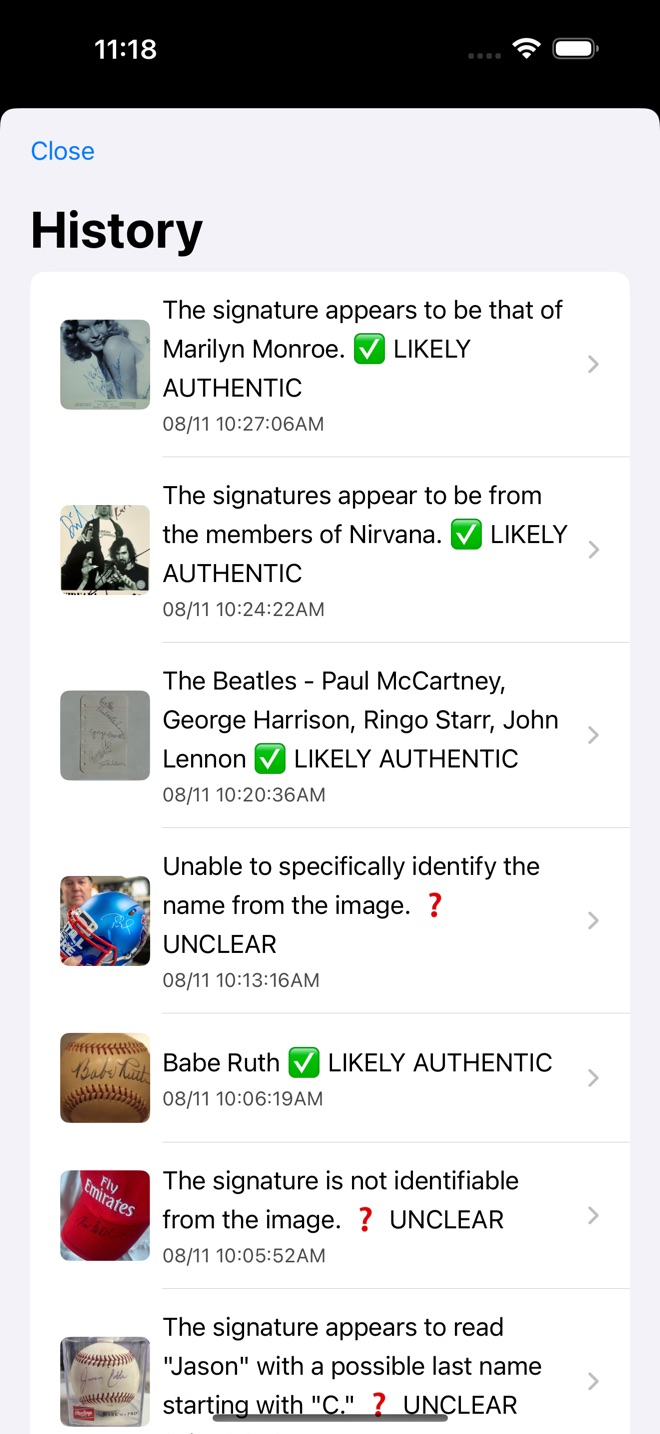 11:18
Close
History
The signature appears to be that of
Marilyn Monroe. ✅ LIKELY
AUTHENTIC
08/11 10:27:06AM
The signatures appear to be from
the members of Nirvana. ✅ LIKELY
AUTHENTIC
08/11 10:24:22AM
The Beatles - Paul McCartney,
George Harrison, Ringo Starr, John
Lennon ✅ LIKELY AUTHENTIC
08/11 10:20:36AM
Unable to specifically identify the
name from the image. ❓
UNCLEAR
08/11 10:13:16AM
Babe Ruth
Babe Ruth ✅ LIKELY AUTHENTIC
08/11 10:06:19AM
Fly
Emirates
The signature is not identifiable
from the image. ❓ UNCLEAR
08/11 10:05:52AM
The signature appears to read
"Jason" with a possible last name
starting with "C." ❓ UNCLEAR